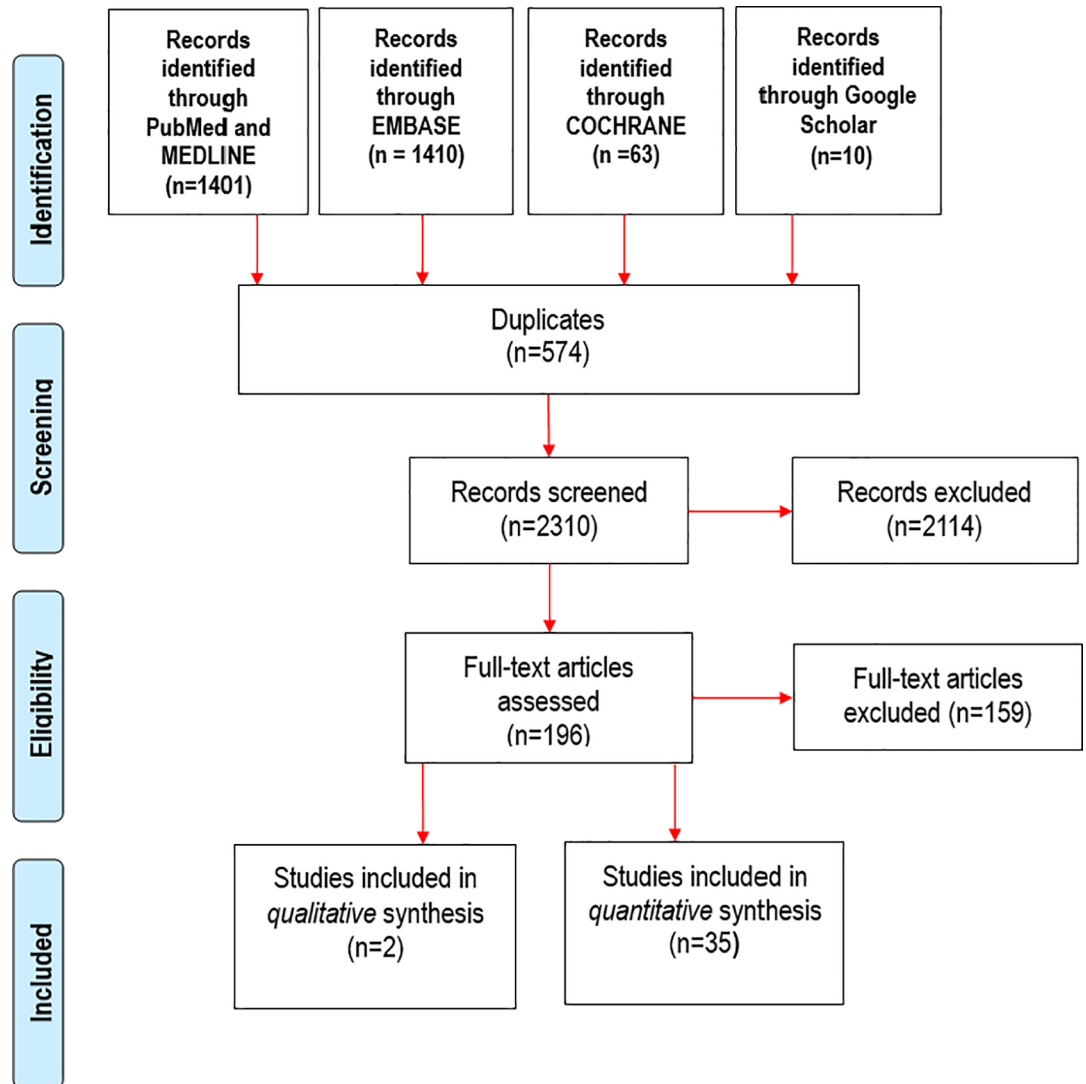 Identification
Records
identified
through
PubMed and
MEDLINE
(n=1401)
Records
identified
through
EMBASE
(n = 1410)
Records
identified
through
COCHRANE
(n =63)
Records
identified
through Google
Scholar
(n=10)
Duplicates
(n=574)
Screening
Records screened
(n=2310)
Records excluded
(n=2114)
Eligibility
Full-text articles
assessed
(n=196)
Full-text articles
excluded (n=159)
Included
Studies included in
qualitative synthesis
(n=2)
Studies included in
quantitative synthesis
(n=35)